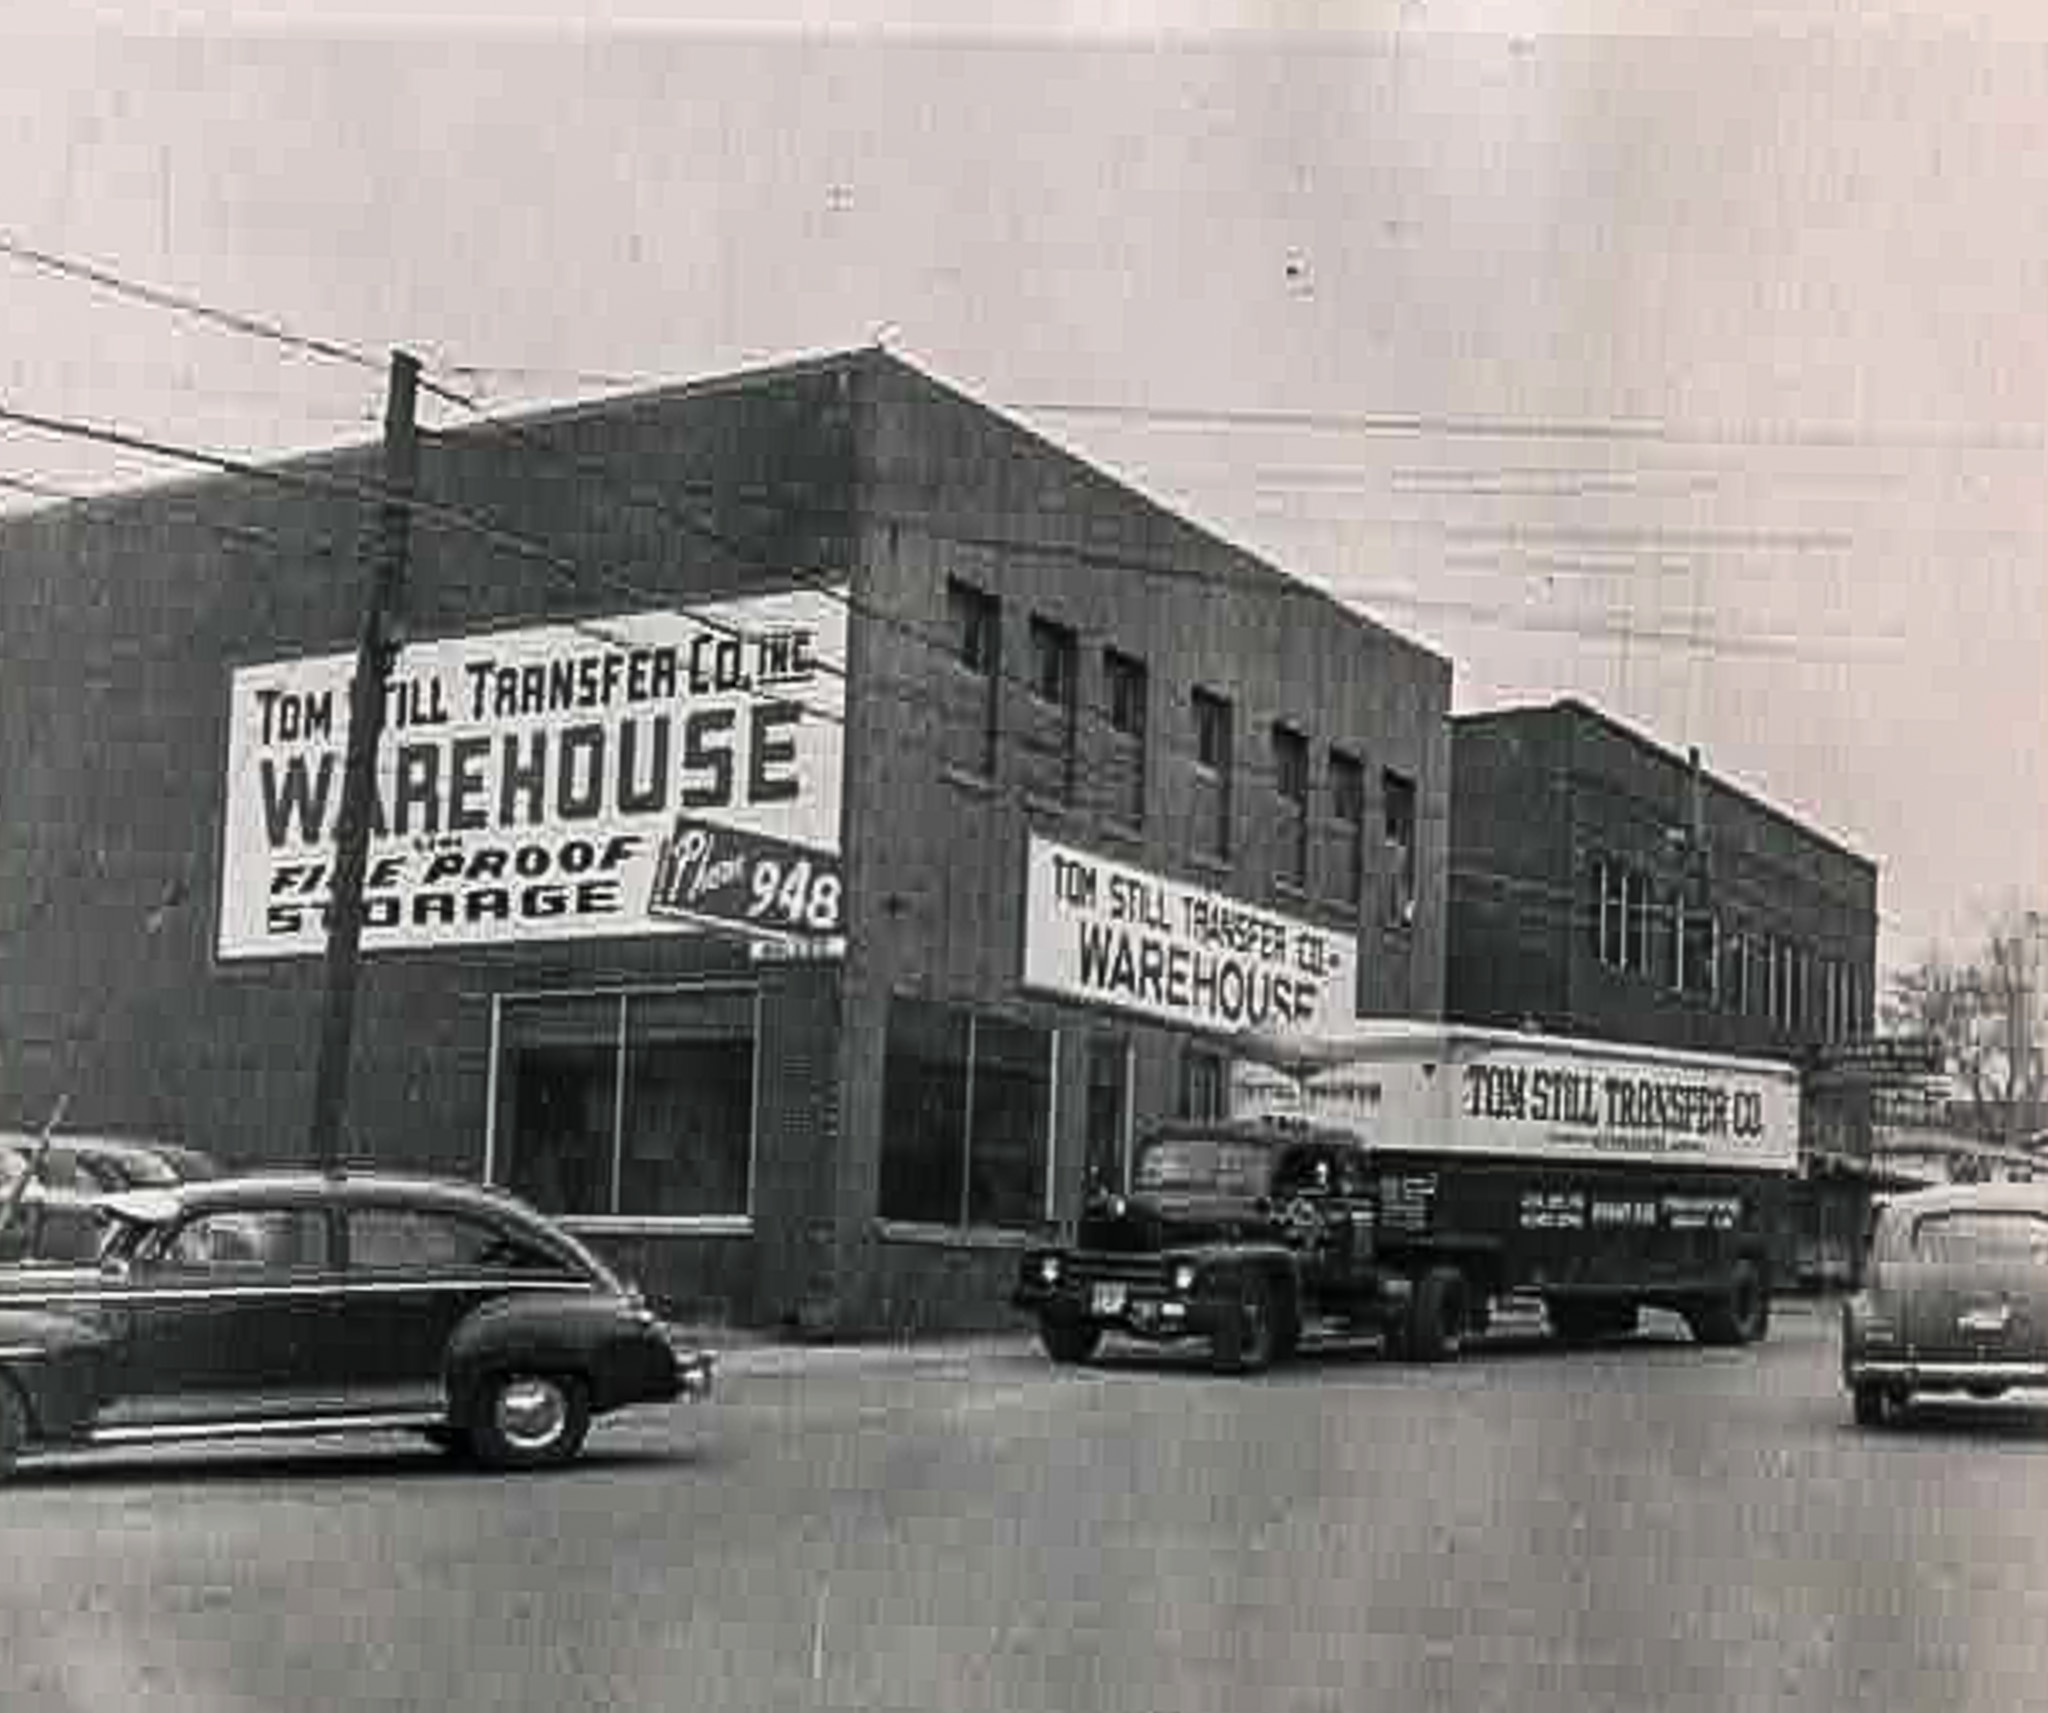 TOM STILL TRANSFER CO. INC
WAREHOUSE
FIRE PROOF
STORAGE
Phone 948
TOM STILL TRANSFER CO.
WAREHOUSE
TOM STILL TRANSFER CO.